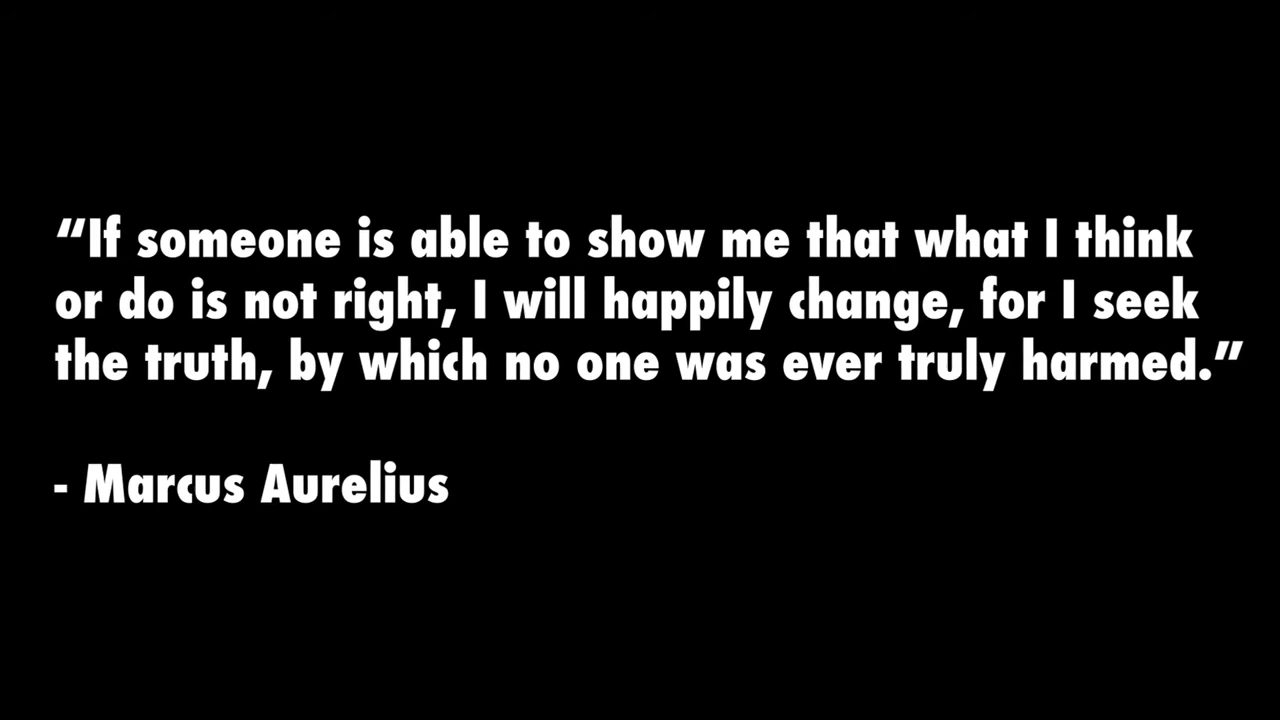 “If someone is able to show me that what I think
or do is not right, I will happily change, for I seek
the truth, by which no one was ever truly harmed.”
- Marcus Aurelius